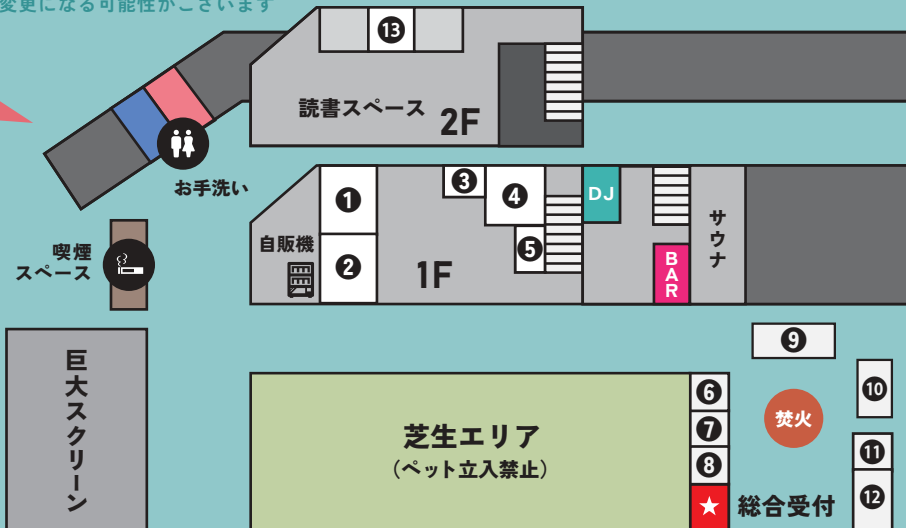 変更になる可能性がございます
13
読書スペース
2F
お手洗い
喫煙
スペース
自販機
1
2
3
4
5
1F
DJ
BAR
サウナ
巨大スクリーン
芝生エリア
（ペット立入禁止）
6
7
8
★ 総合受付
9
焚火
10
11
12